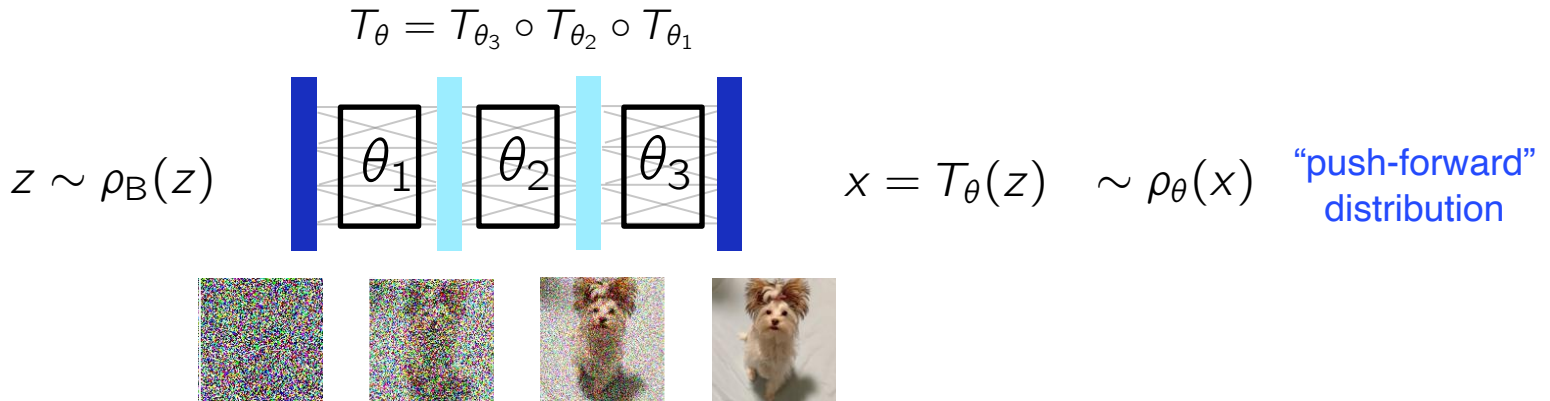 T_θ = T_θ₃ ∘ T_θ₂ ∘ T_θ₁
z ∼ ρ_B(z)
θ₁ θ₂ θ₃
x = T_θ(z) ∼ ρ_θ(x)
“push-forward”
distribution